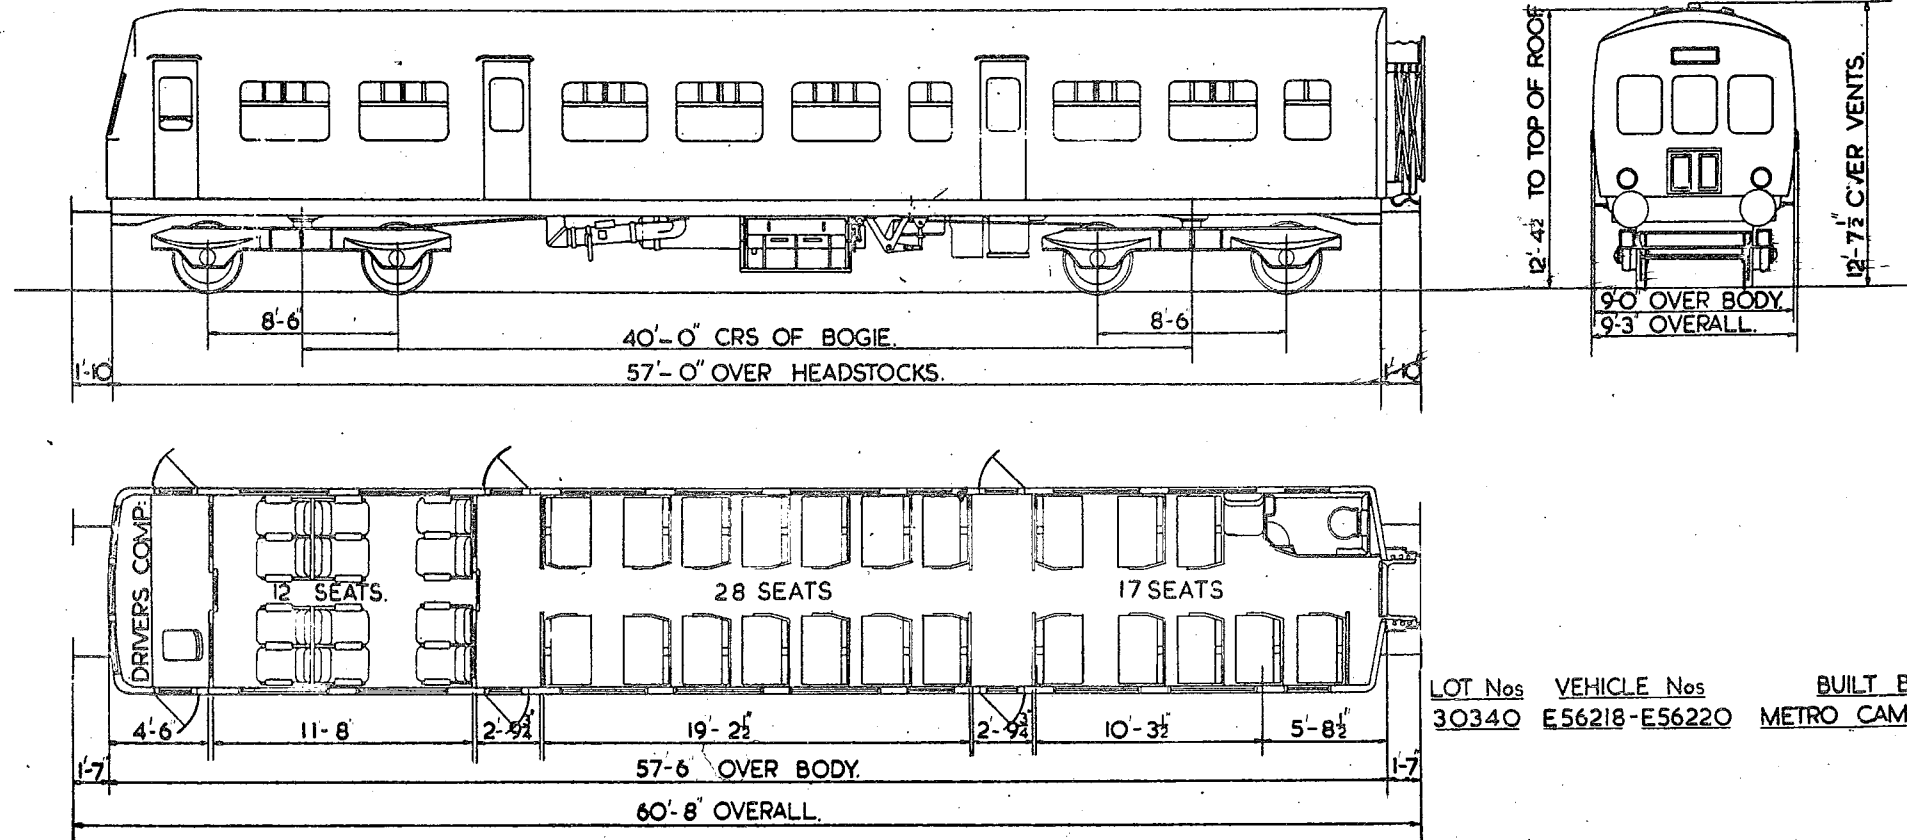 12'-4½" TO TOP OF ROOF
12'-7½" OVER VENTS.
8'-6"
8'-6"
40'-0" CRS OF BOGIE.
9'-0" OVER BODY.
9'-3" OVERALL.
1'-10"
57'-0" OVER HEADSTOCKS.
1'-10"
DRIVERS COMP:
12 SEATS.
28 SEATS
17 SEATS
LOT Nos VEHICLE Nos BUILT B
30340 E56218-E56220 METRO CAM
4'-6"
11'-8"
2'-9¾"
19'-2½"
2'-9¾"
10'-3½"
5'-8½"
1'-7"
57'-6" OVER BODY.
1'-7"
60'-8" OVERALL.